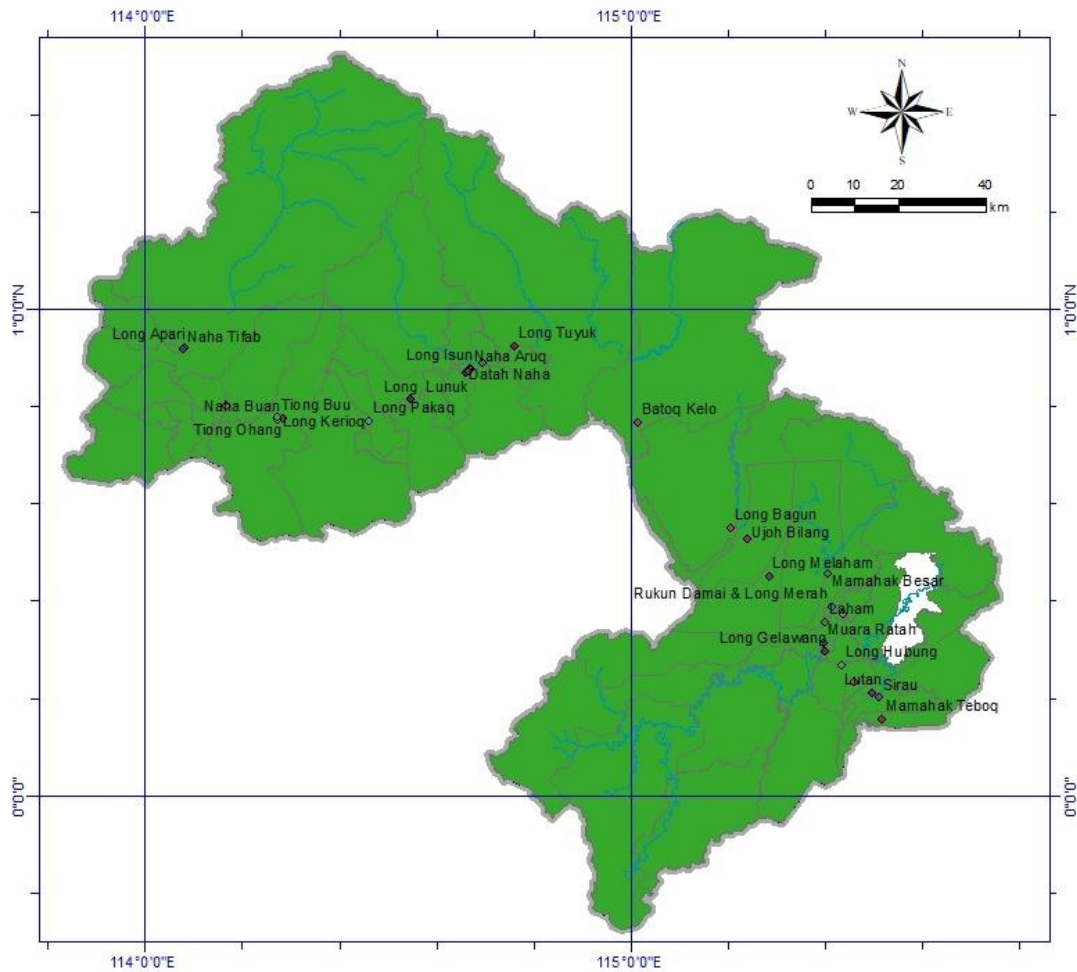 114°0'0"E
115°0'0"E
N
W
E
S
0
10
20
40
km
1°0'0"N
1°0'0"N
Long Apari
Naha Tifab
Long Tuyuk
Long Isun
Naha Aruq
Datah Naha
Long Lunuk
Naha Buan
Tiong Buu
Long Pakaq
Batoq Kelo
Tiong Ohang
Long Kerioq
Long Bagun
Ujoh Bilang
Long Melaham
Mamahak Besar
Rukun Damai & Long Merah
Laham
Muara Ratah
Long Gelawang
Long Hubung
Lutan
Sirau
Mamahak Teboq
0°0'0"
0°0'0"
114°0'0"E
115°0'0"E